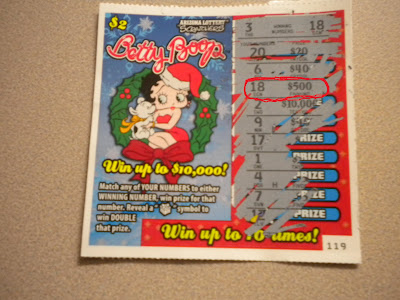 $2
ARIZONA LOTTERY
Scratchers
Betty Boop
Win up to $10,000!
Match any of YOUR NUMBERS to either
WINNING NUMBER, win prize for that
number. Reveal a symbol to
win DOUBLE
that prize.
3 WINNING NUMBERS 18
20 $20
6 $40
18 $500
2 $10,000
9
17 PRIZE
1 PRIZE
4 PRIZE
7 PRIZE
PRIZE
Win up to 10 times!
119